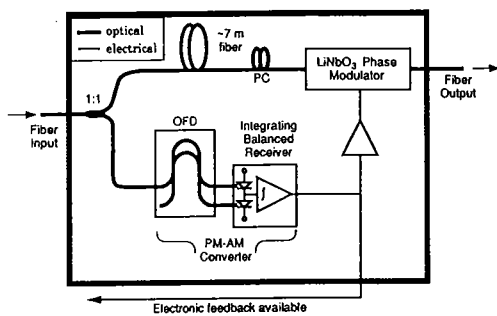 optical
electrical
~7 m
fiber
PC
LiNbO₃ Phase
Modulator
Fiber
Output
1:1
Fiber
Input
OFD
Integrating
Balanced
Receiver
∫
PM-AM
Converter
Electronic feedback available